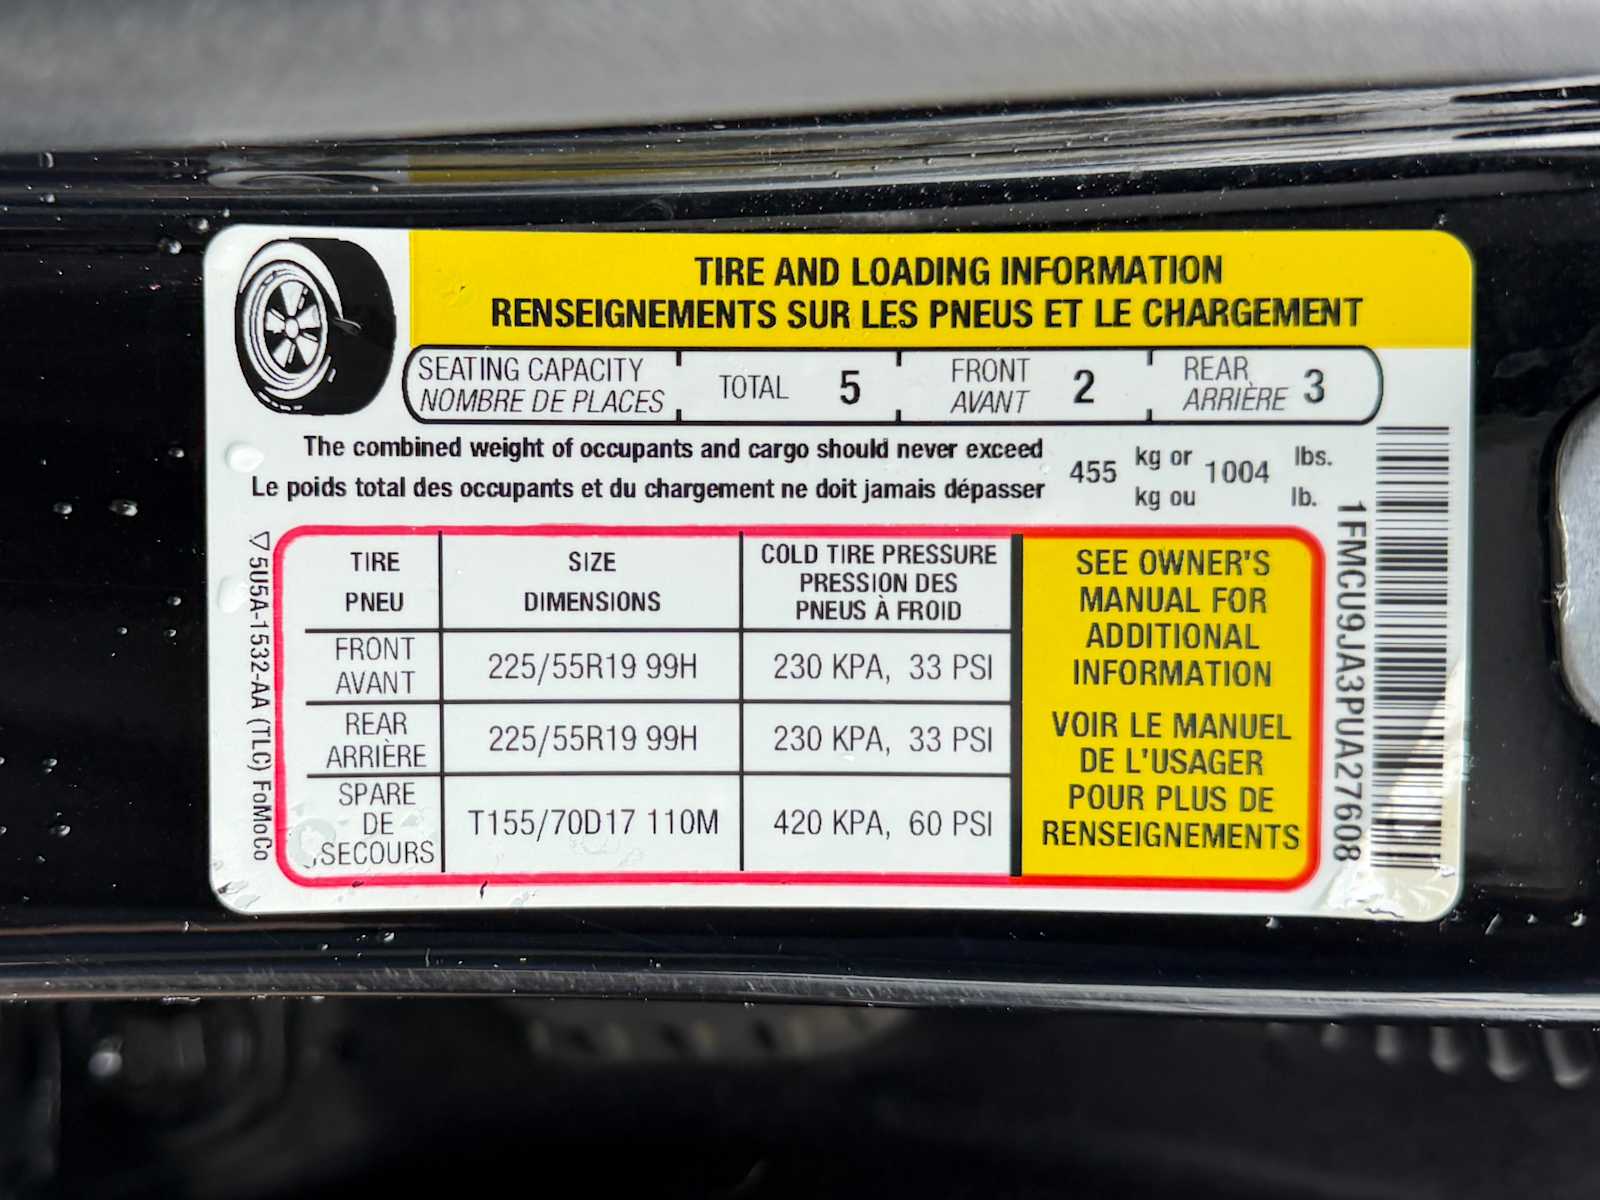 TIRE AND LOADING INFORMATION
RENSEIGNEMENTS SUR LES PNEUS ET LE CHARGEMENT
SEATING CAPACITY
NOMBRE DE PLACES
TOTAL 5
FRONT
AVANT
2
REAR
ARRIÈRE
3
The combined weight of occupants and cargo should never exceed
Le poids total des occupants et du chargement ne doit jamais dépasser
455
kg or
kg ou
1004
lbs.
lb.
TIRE
PNEU
SIZE
DIMENSIONS
COLD TIRE PRESSURE
PRESSION DES
PNEUS À FROID
FRONT
AVANT
225/55R19 99H
230 KPA, 33 PSI
REAR
ARRIÈRE
225/55R19 99H
230 KPA, 33 PSI
SPARE
DE
SECOURS
T155/70D17 110M
420 KPA, 60 PSI
SEE OWNER'S
MANUAL FOR
ADDITIONAL
INFORMATION
VOIR LE MANUEL
DE L'USAGER
POUR PLUS DE
RENSEIGNEMENTS
5U5A-1532-AA (TLC) FoMoCo
1FMCU9JA3PUA27608